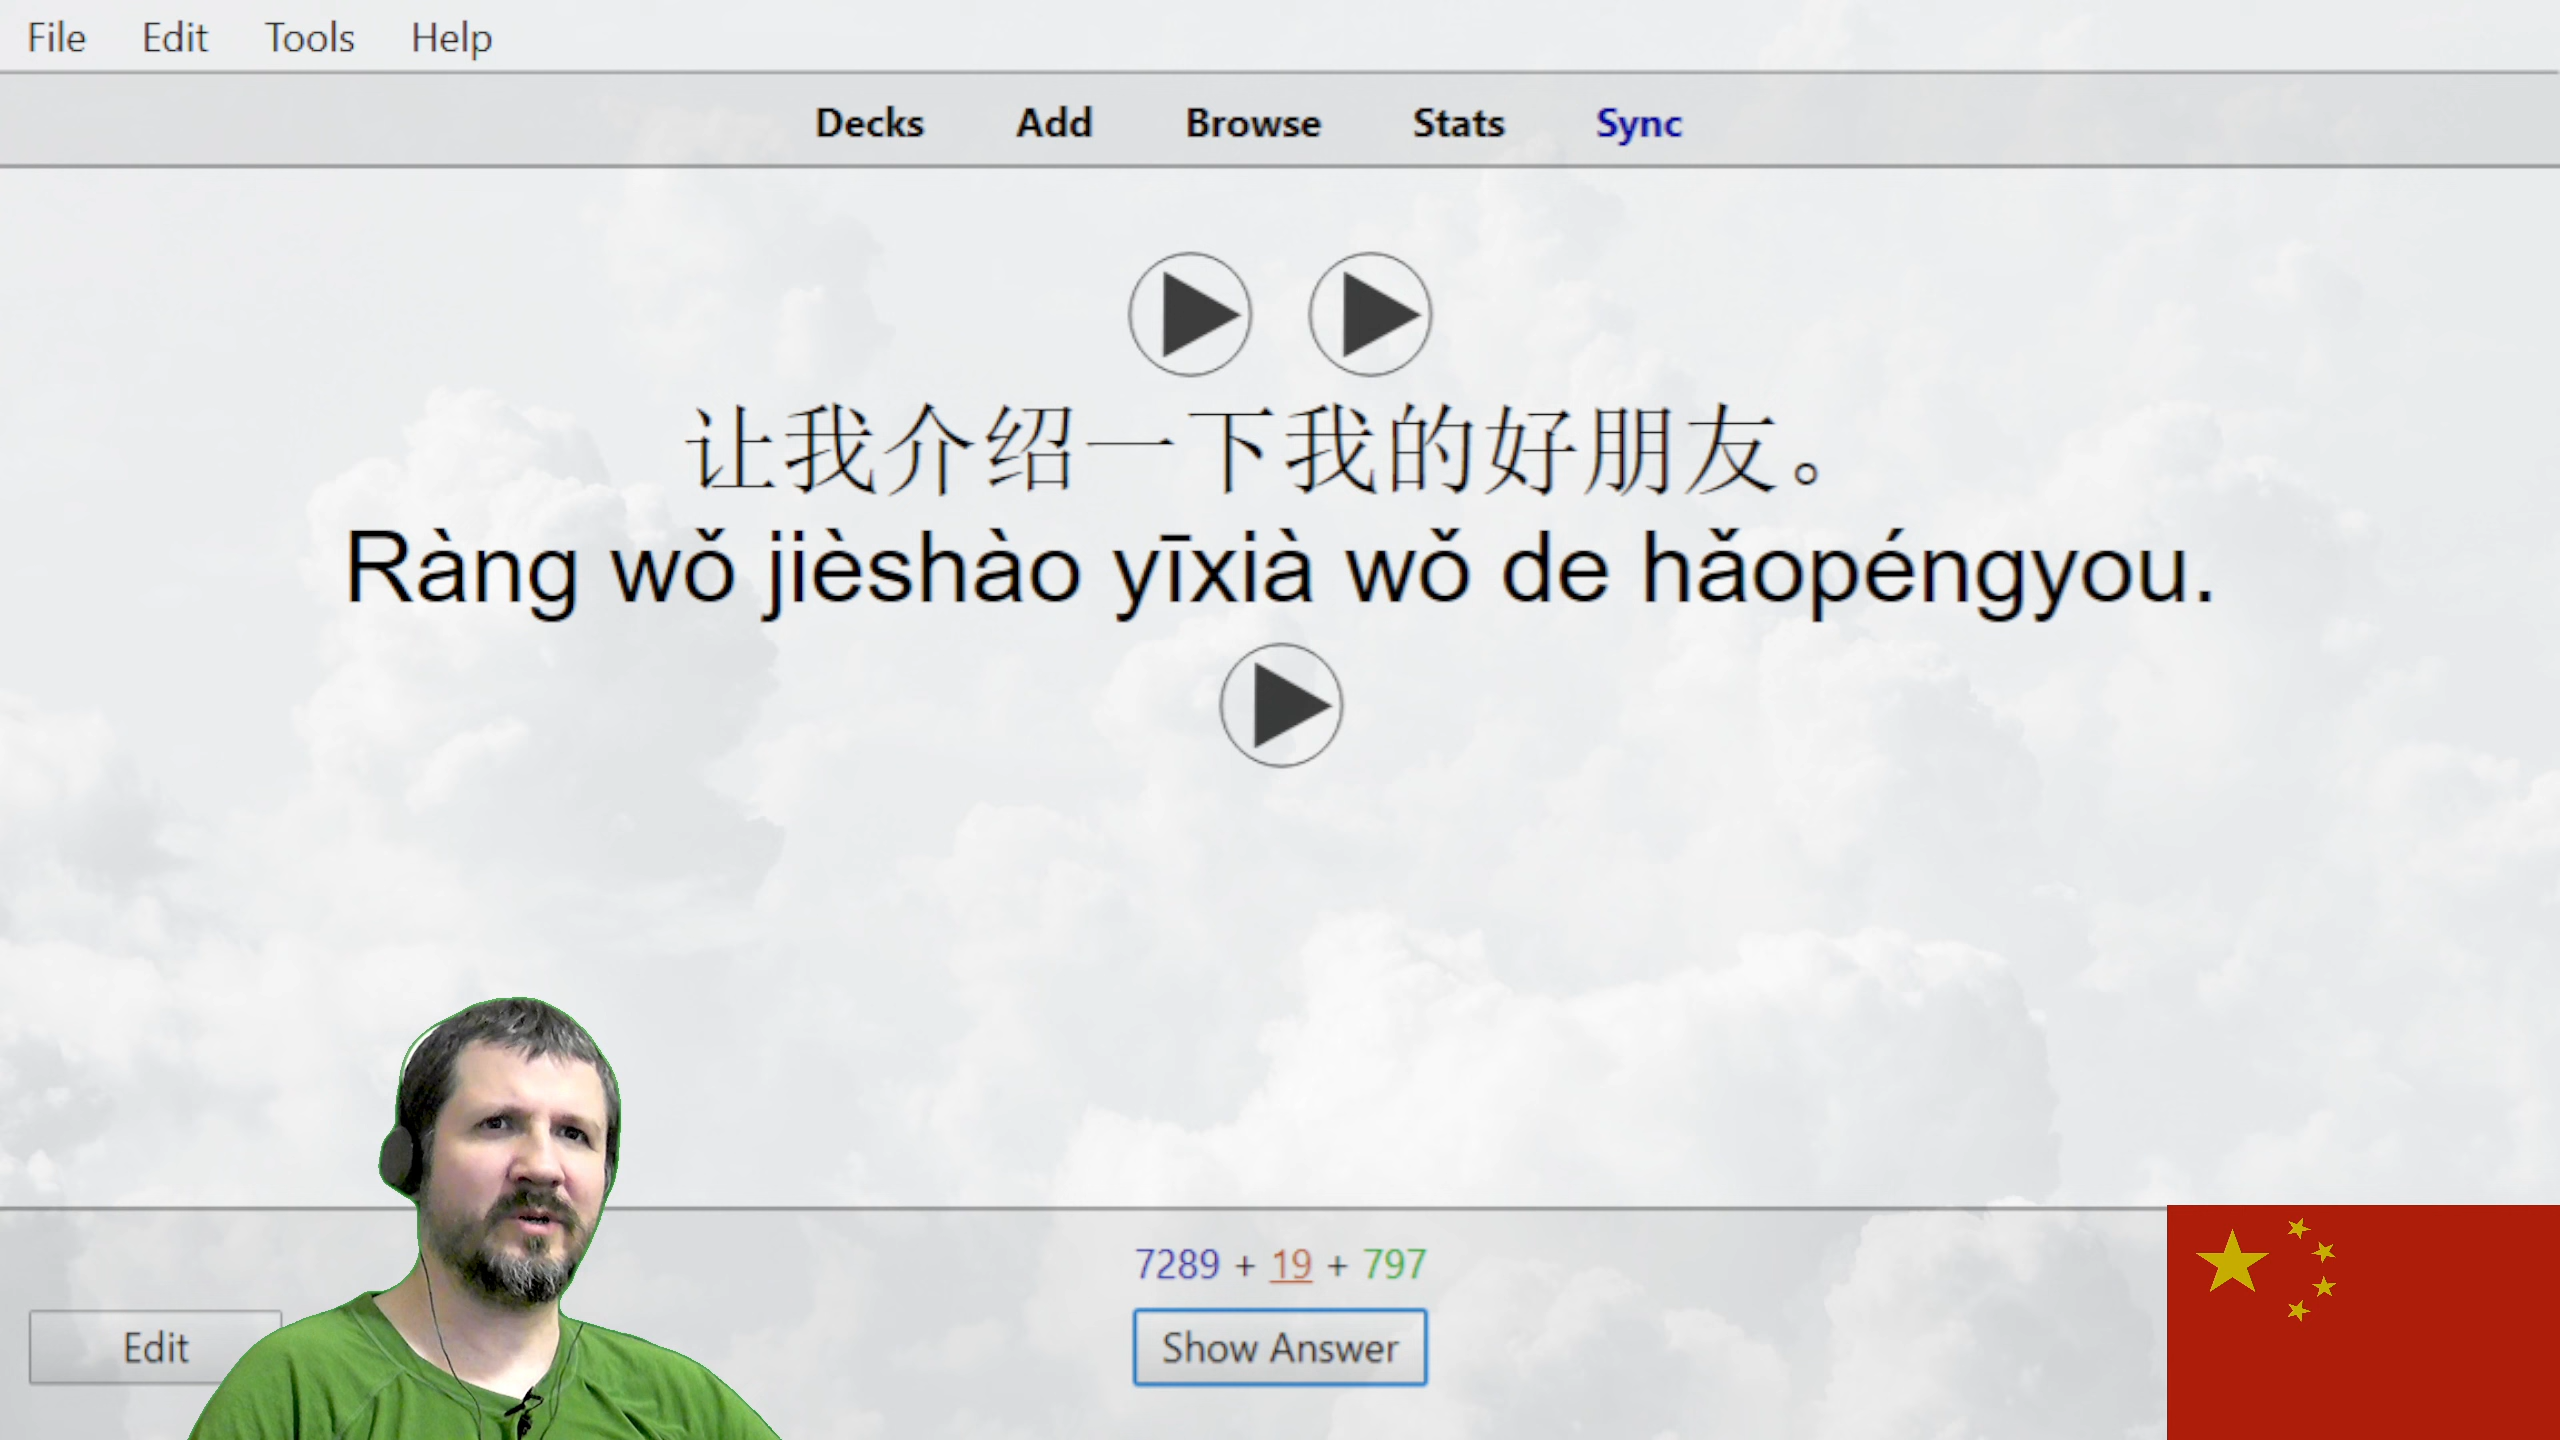 File Edit Tools Help
Decks Add Browse Stats Sync
让我介绍一下我的好朋友。
Ràng wǒ jièshào yīxià wǒ de hǎopéngyou.
7289 + 19 + 797
Edit Show Answer